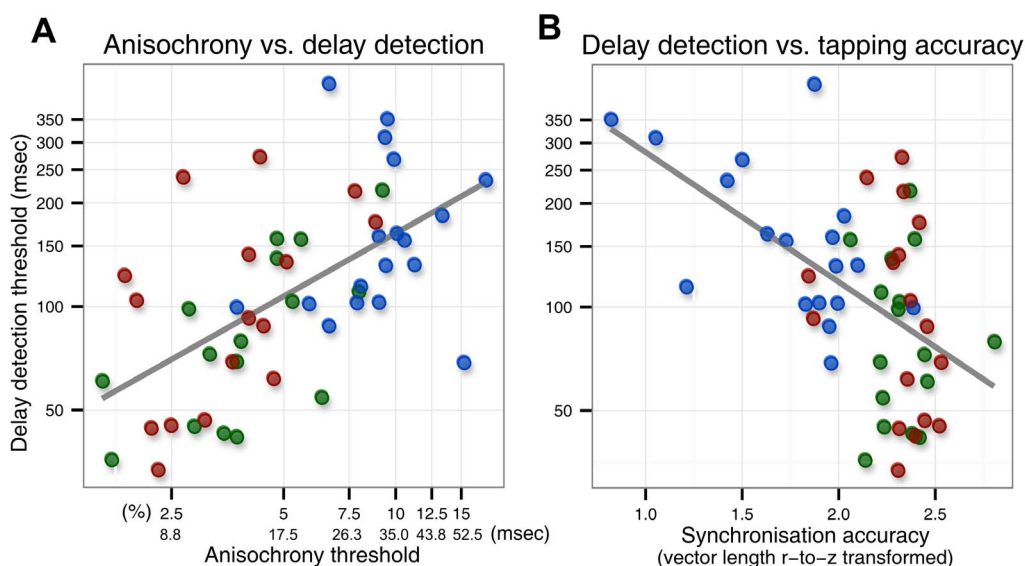 A
Anisochrony vs. delay detection
Delay detection threshold (msec)
350
300
250
200
150
100
50
(%) 2.5 5 7.5 10 12.5 15
8.8 17.5 26.3 35.0 43.8 52.5 (msec)
Anisochrony threshold
B
Delay detection vs. tapping accuracy
350
300
250
200
150
100
50
1.0 1.5 2.0 2.5
Synchronisation accuracy
(vector length r-to-z transformed)